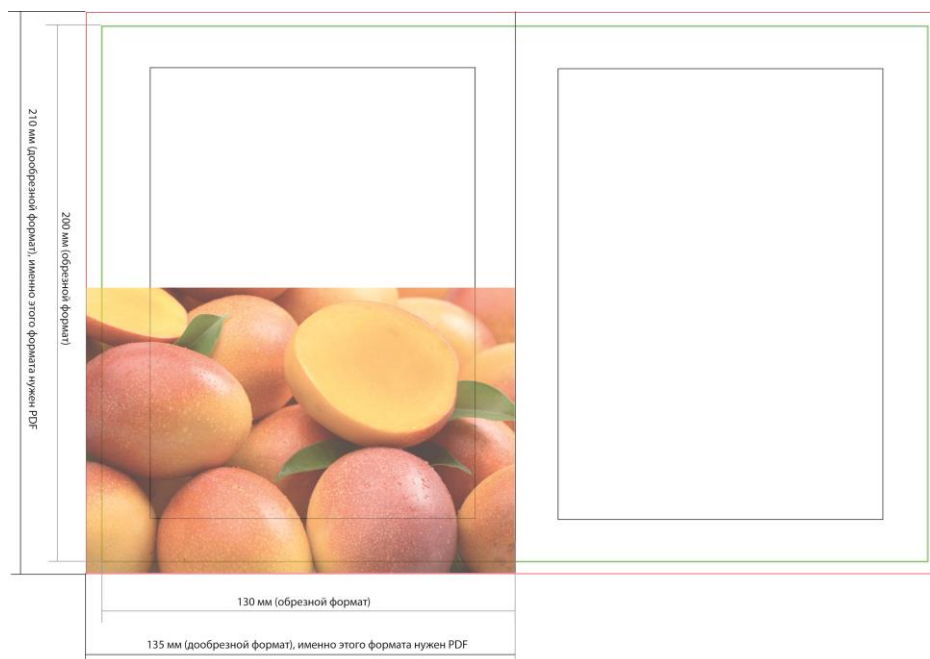 210 мм (дообрезной формат), именно этого формата нужен PDF
200 мм (обрезной формат)
130 мм (обрезной формат)
135 мм (дообрезной формат), именно этого формата нужен PDF